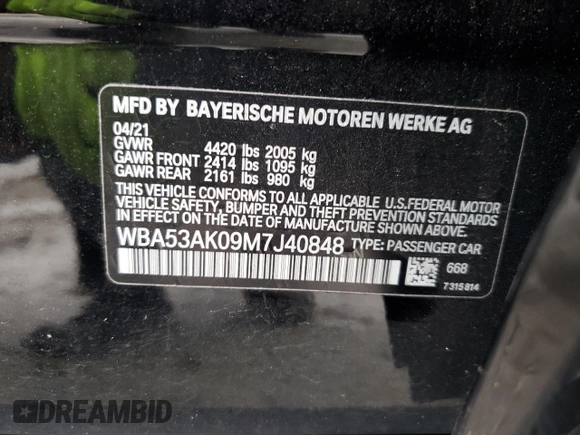 MFD BY BAYERISCHE MOTOREN WERKE AG
04/21
GVWR 4420 lbs 2005 kg
GAWR FRONT 2414 lbs 1095 kg
GAWR REAR 2161 lbs 980 kg
THIS VEHICLE CONFORMS TO ALL APPLICABLE U.S.FEDERAL MOTOR
VEHICLE SAFETY, BUMPER AND THEFT PREVENTION STANDARDS
IN EFFECT ON THE DATE OF MANUFACTURE SHOWN ABOVE.
WBA53AK09M7J40848 TYPE: PASSENGER CAR
668
7315814
DREAMBID